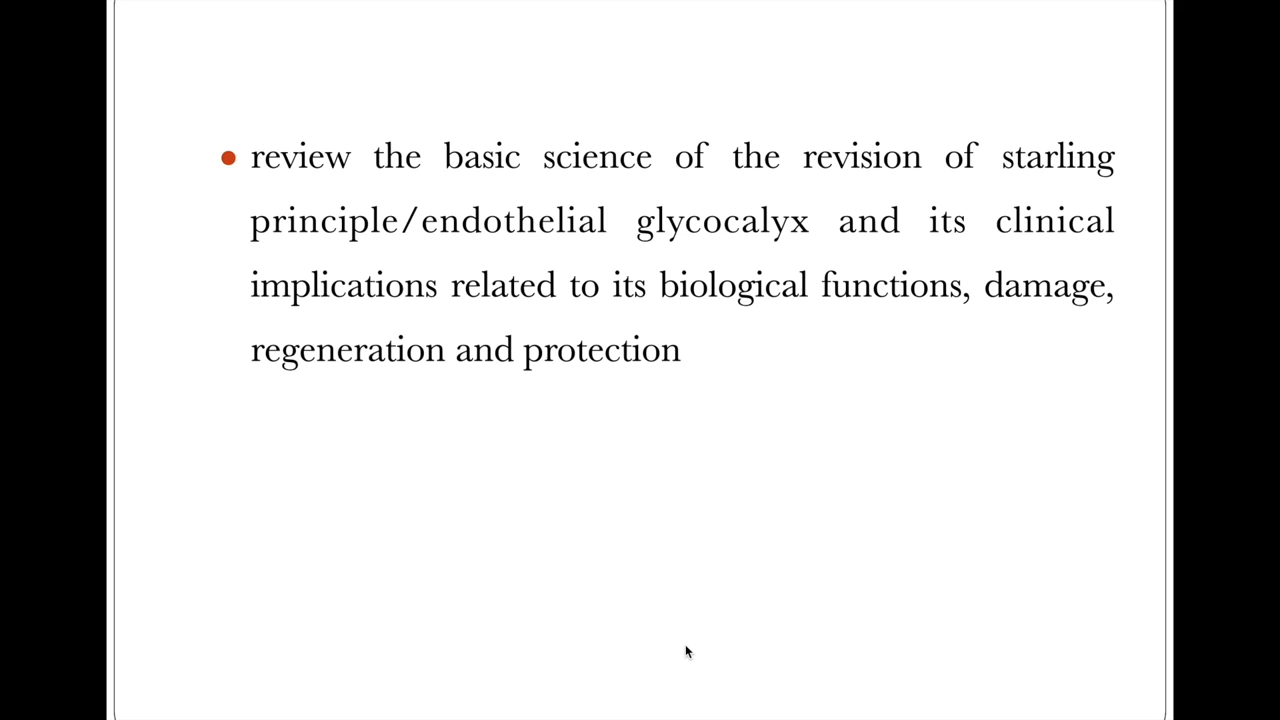 • review the basic science of the revision of starling
principle/endothelial glycocalyx and its clinical
implications related to its biological functions, damage,
regeneration and protection